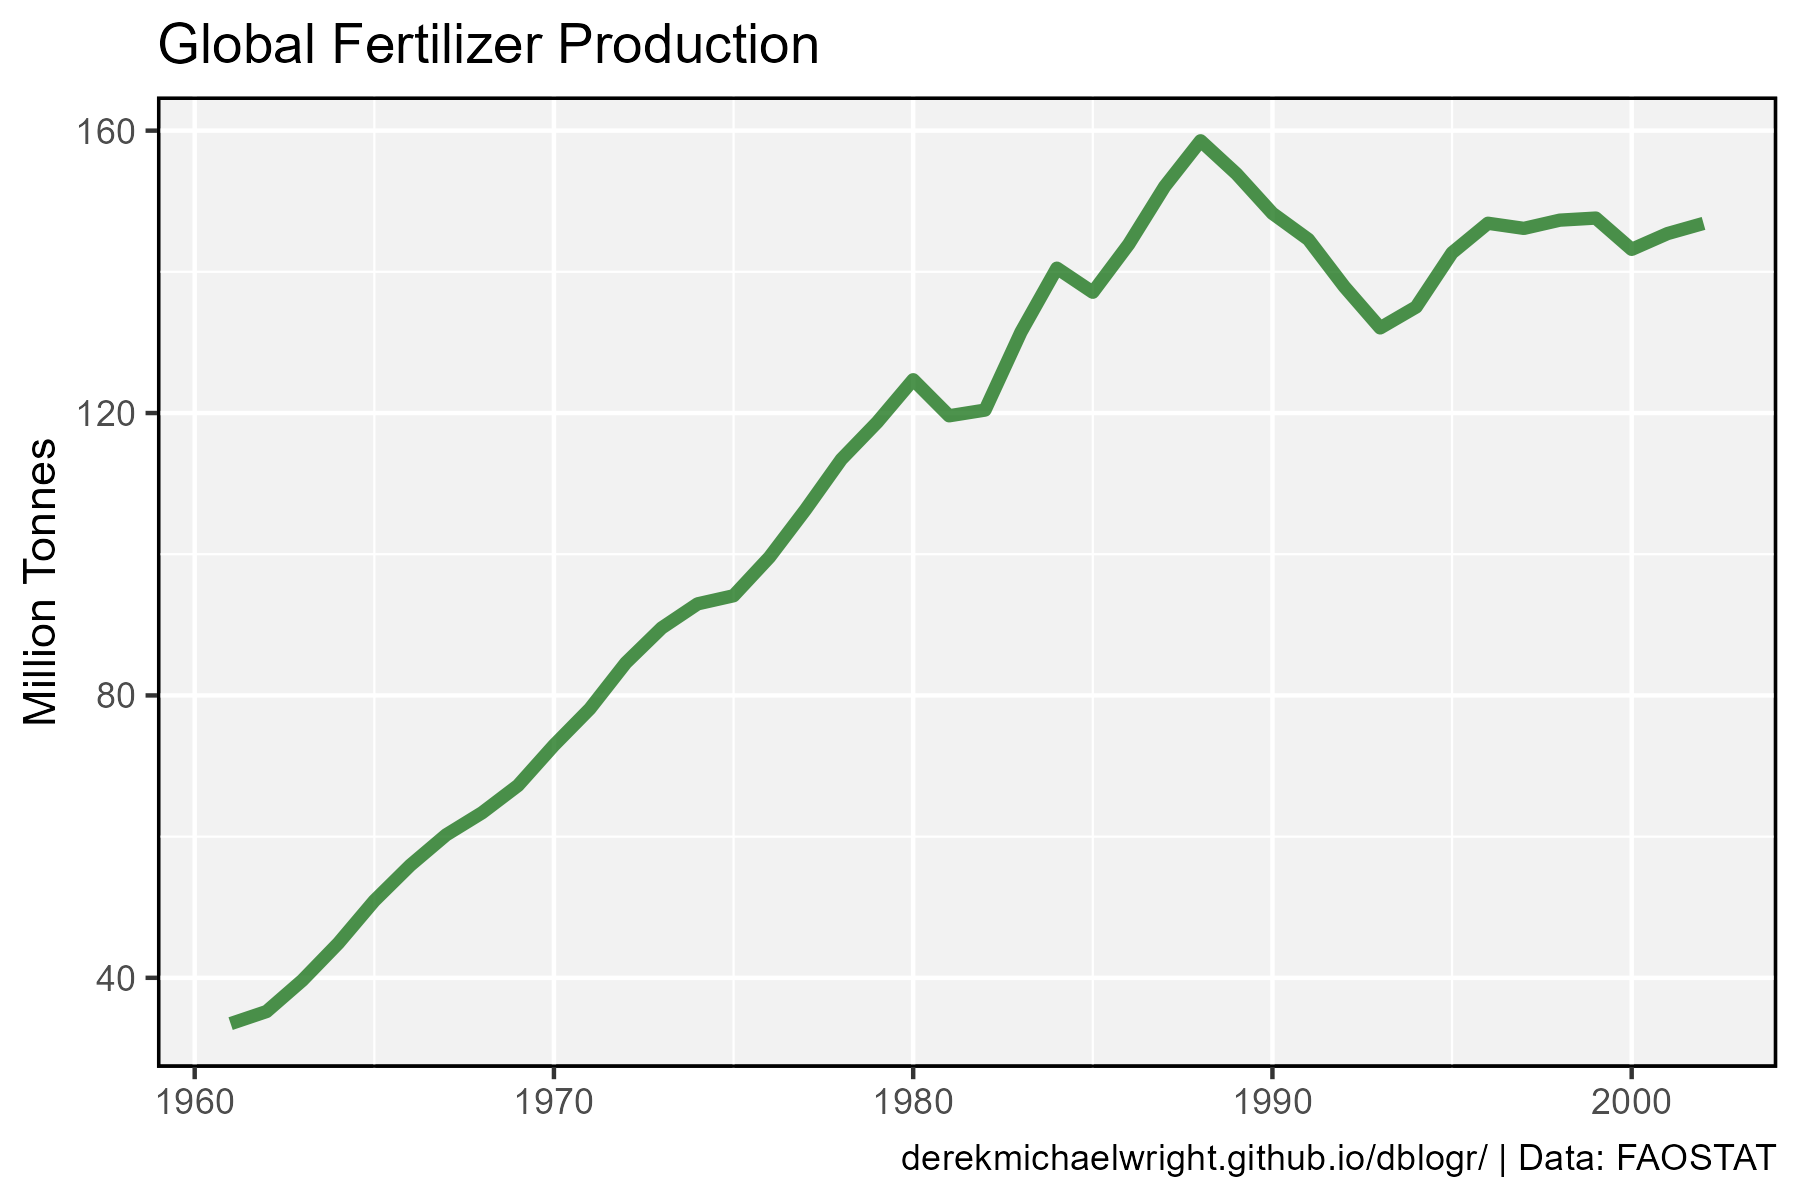 Global Fertilizer Production
Million Tonnes
160
120
80
40
1960 1970 1980 1990 2000
derekmichaelwright.github.io/dblogr/ | Data: FAOSTAT